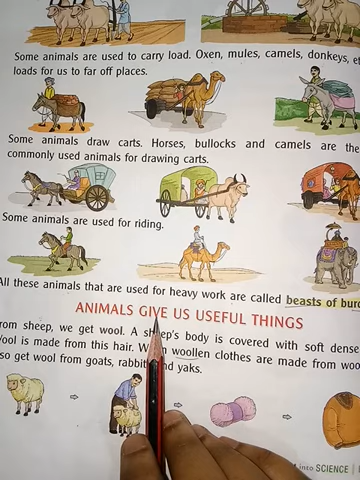 Some animals are used to carry load. Oxen, mules, camels, donkeys, et
loads for us to far off places.
Some animals draw carts. Horses, bullocks and camels are the
commonly used animals for drawing carts.
Some animals are used for riding.
All these animals that are used for heavy work are called beasts of burd
ANIMALS GIVE US USEFUL THINGS
rom sheep, we get wool. A sheep's body is covered with soft dense
Wool is made from this hair. W woollen clothes are made from woo
so get wool from goats, rabbit nd yaks.
into SCIENCE